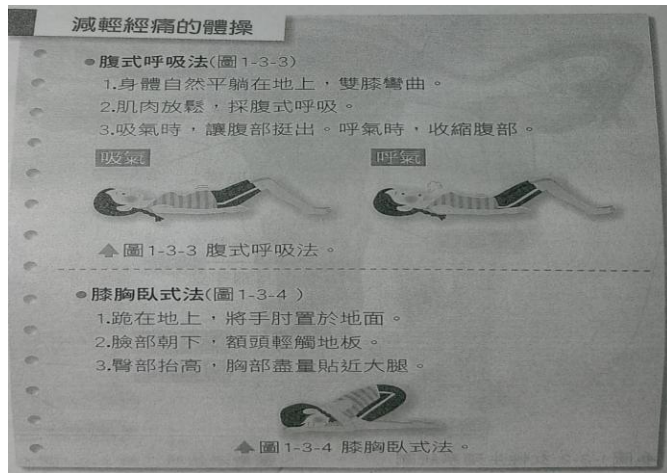 減輕經痛的體操
●腹式呼吸法(圖1-3-3)
1.身體自然平躺在地上，雙膝彎曲。
2.肌肉放鬆，採腹式呼吸。
3.吸氣時，讓腹部挺出。呼氣時，收縮腹部。
吸氣 呼氣
▲圖1-3-3 腹式呼吸法。
●膝胸臥式法(圖1-3-4 )
1.跪在地上，將手肘置於地面。
2.臉部朝下，額頭輕觸地板。
3.臀部抬高，胸部盡量貼近大腿。
▲圖1-3-4 膝胸臥式法。